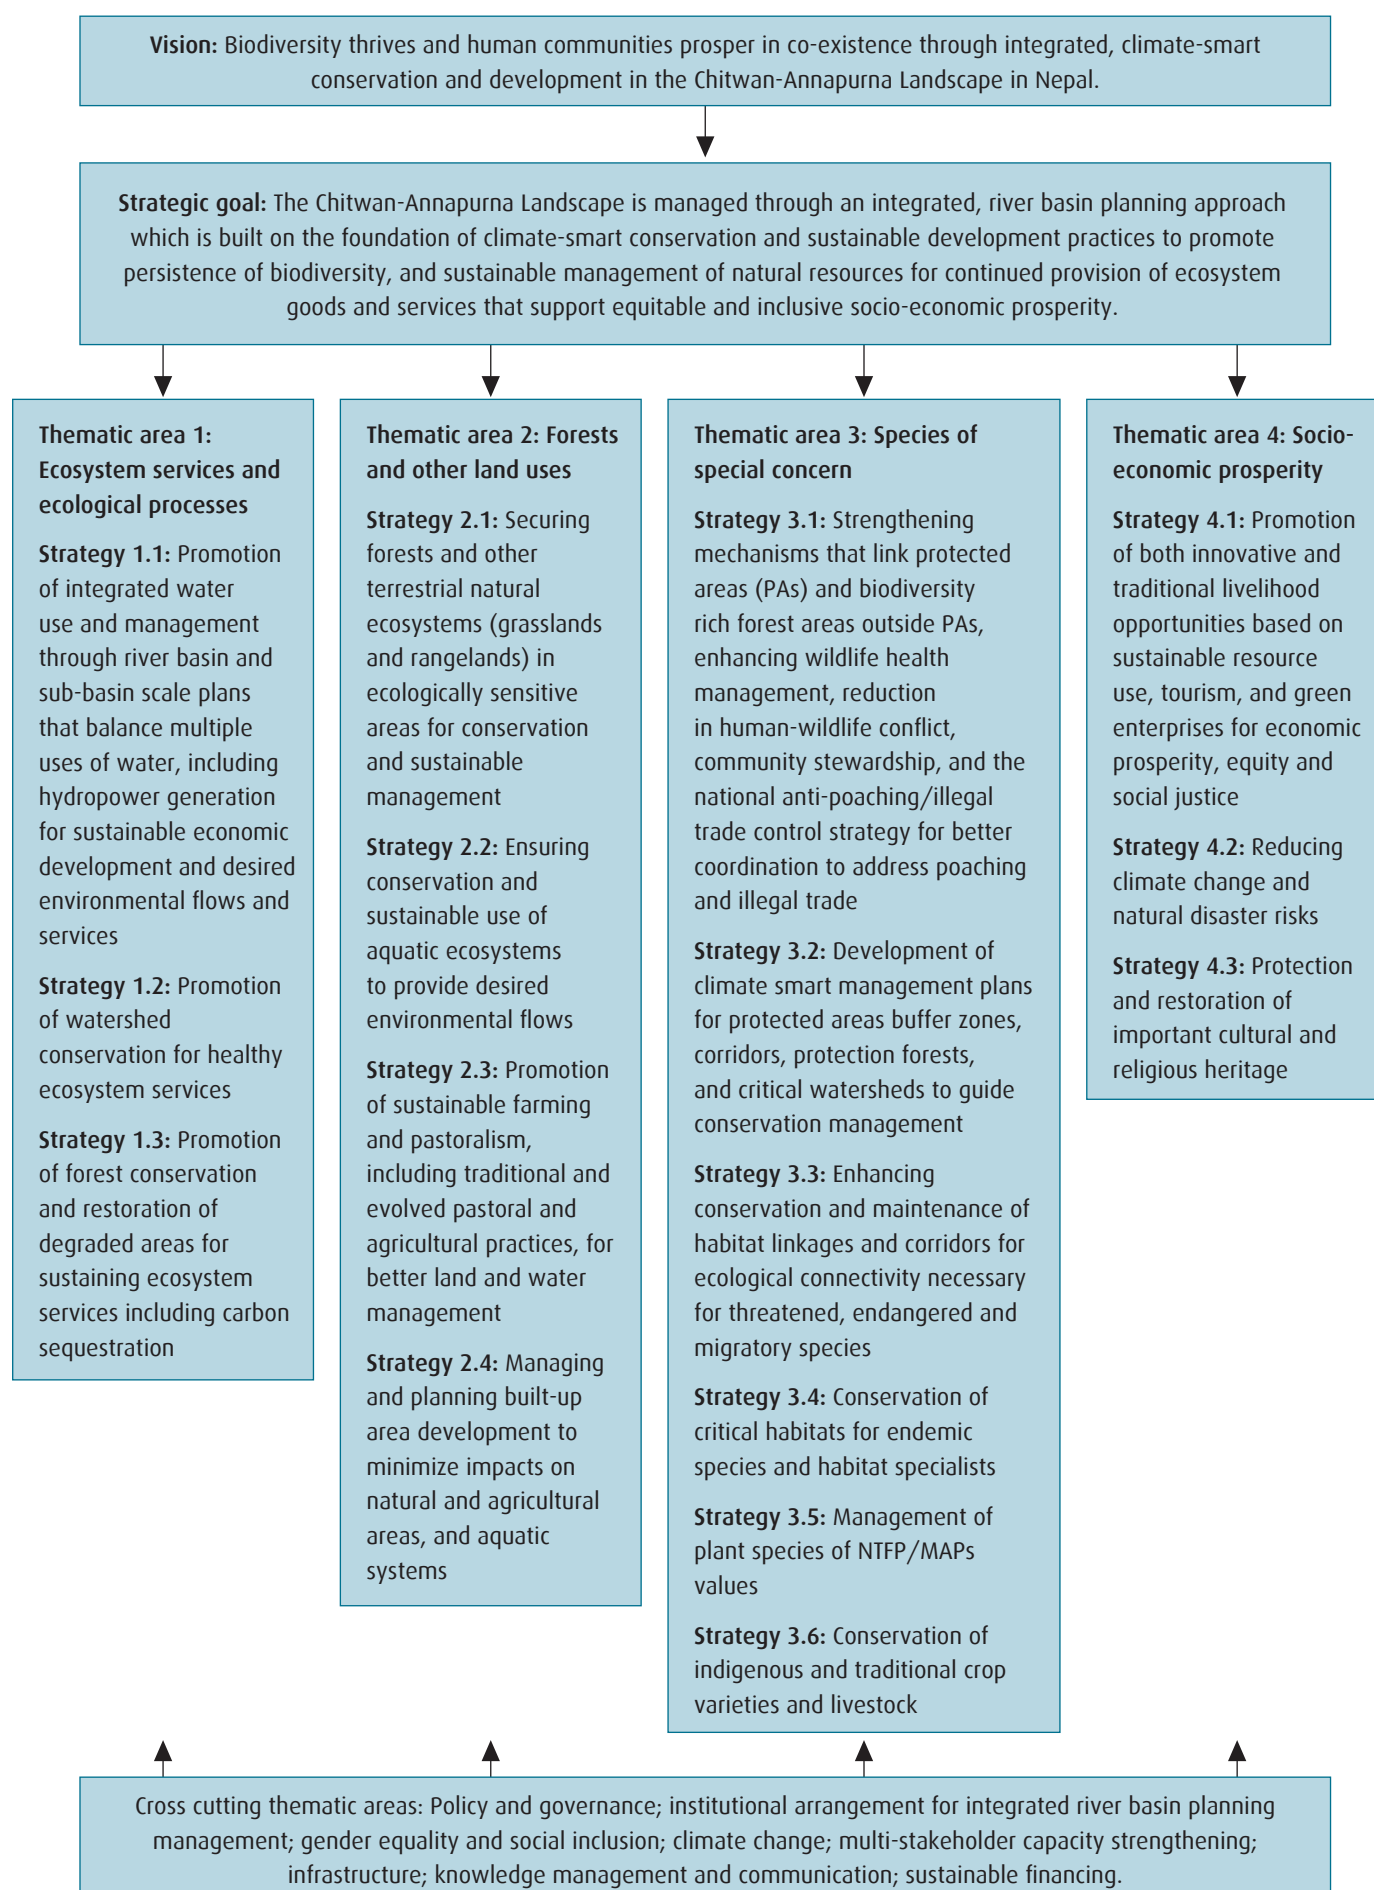 Vision: Biodiversity thrives and human communities prosper in co-existence through integrated, climate-smart
conservation and development in the Chitwan-Annapurna Landscape in Nepal.
Strategic goal: The Chitwan-Annapurna Landscape is managed through an integrated, river basin planning approach
which is built on the foundation of climate-smart conservation and sustainable development practices to promote
persistence of biodiversity, and sustainable management of natural resources for continued provision of ecosystem
goods and services that support equitable and inclusive socio-economic prosperity.
Thematic area 1:
Ecosystem services and
ecological processes
Strategy 1.1: Promotion
of integrated water
use and management
through river basin and
sub-basin scale plans
that balance multiple
uses of water, including
hydropower generation
for sustainable economic
development and desired
environmental flows and
services
Strategy 1.2: Promotion
of watershed
conservation for healthy
ecosystem services
Strategy 1.3: Promotion
of forest conservation
and restoration of
degraded areas for
sustaining ecosystem
services including carbon
sequestration
Thematic area 2: Forests
and other land uses
Strategy 2.1: Securing
forests and other
terrestrial natural
ecosystems (grasslands
and rangelands) in
ecologically sensitive
areas for conservation
and sustainable
management
Strategy 2.2: Ensuring
conservation and
sustainable use of
aquatic ecosystems
to provide desired
environmental flows
Strategy 2.3: Promotion
of sustainable farming
and pastoralism,
including traditional and
evolved pastoral and
agricultural practices, for
better land and water
management
Strategy 2.4: Managing
and planning built-up
area development to
minimize impacts on
natural and agricultural
areas, and aquatic
systems
Thematic area 3: Species of
special concern
Strategy 3.1: Strengthening
mechanisms that link protected
areas (PAs) and biodiversity
rich forest areas outside PAs,
enhancing wildlife health
management, reduction
in human-wildlife conflict,
community stewardship, and the
national anti-poaching/illegal
trade control strategy for better
coordination to address poaching
and illegal trade
Strategy 3.2: Development of
climate smart management plans
for protected areas buffer zones,
corridors, protection forests,
and critical watersheds to guide
conservation management
Strategy 3.3: Enhancing
conservation and maintenance of
habitat linkages and corridors for
ecological connectivity necessary
for threatened, endangered and
migratory species
Strategy 3.4: Conservation of
critical habitats for endemic
species and habitat specialists
Strategy 3.5: Management of
plant species of NTFP/MAPs
values
Strategy 3.6: Conservation of
indigenous and traditional crop
varieties and livestock
Thematic area 4: Socio-
economic prosperity
Strategy 4.1: Promotion
of both innovative and
traditional livelihood
opportunities based on
sustainable resource
use, tourism, and green
enterprises for economic
prosperity, equity and
social justice
Strategy 4.2: Reducing
climate change and
natural disaster risks
Strategy 4.3: Protection
and restoration of
important cultural and
religious heritage
Cross cutting thematic areas: Policy and governance; institutional arrangement for integrated river basin planning
management; gender equality and social inclusion; climate change; multi-stakeholder capacity strengthening;
infrastructure; knowledge management and communication; sustainable financing.